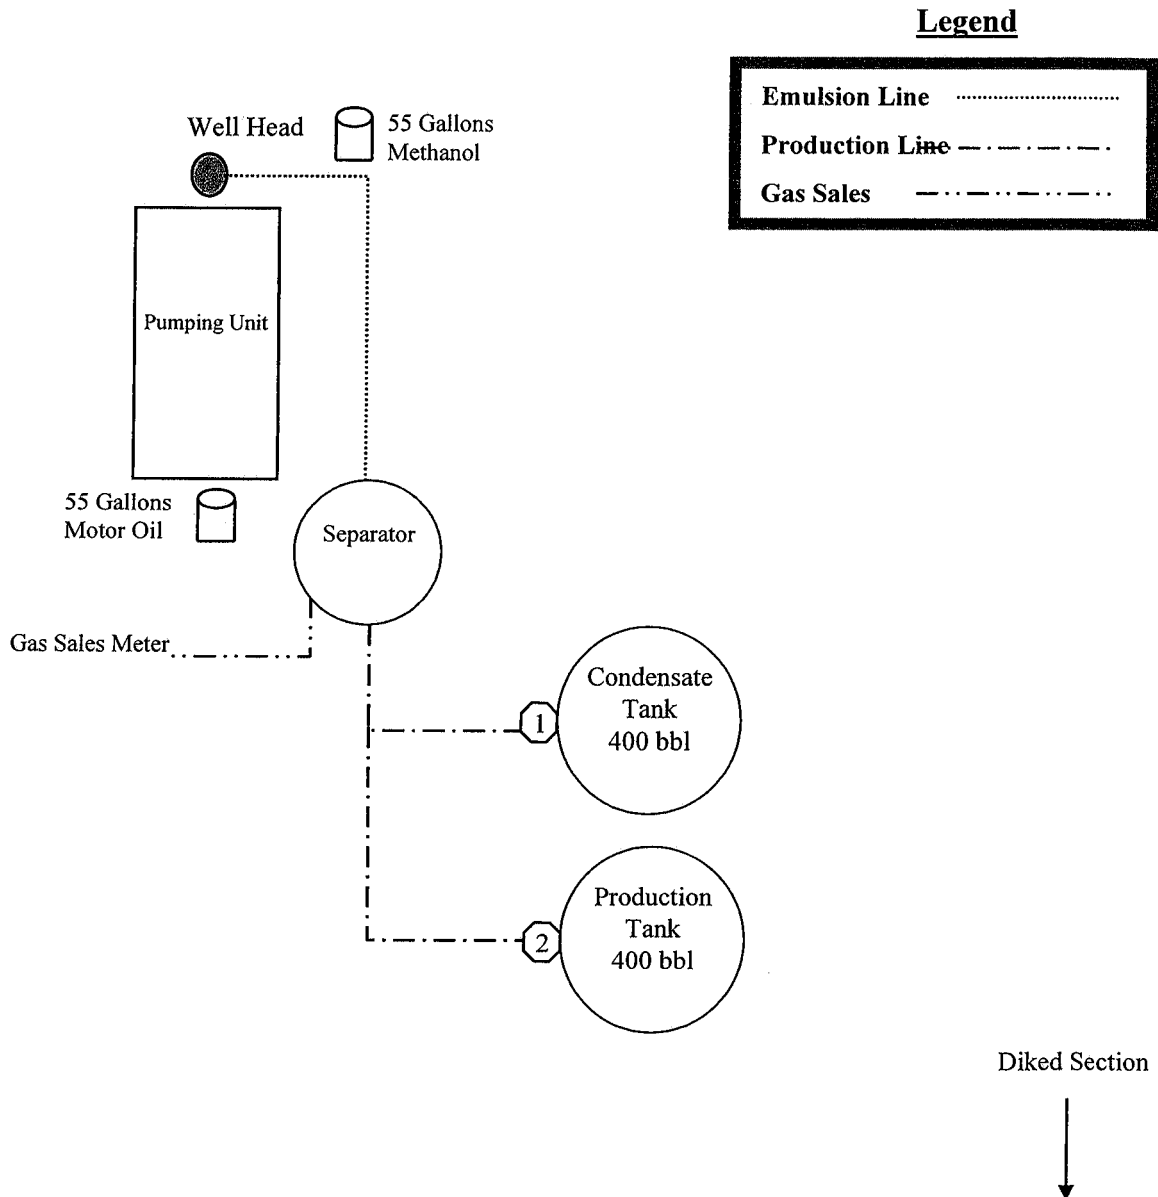 Legend
Emulsion Line
Production Line
Gas Sales
Well Head
55 Gallons
Methanol
Pumping Unit
55 Gallons
Motor Oil
Separator
Gas Sales Meter
1
Condensate
Tank
400 bbl
2
Production
Tank
400 bbl
Diked Section